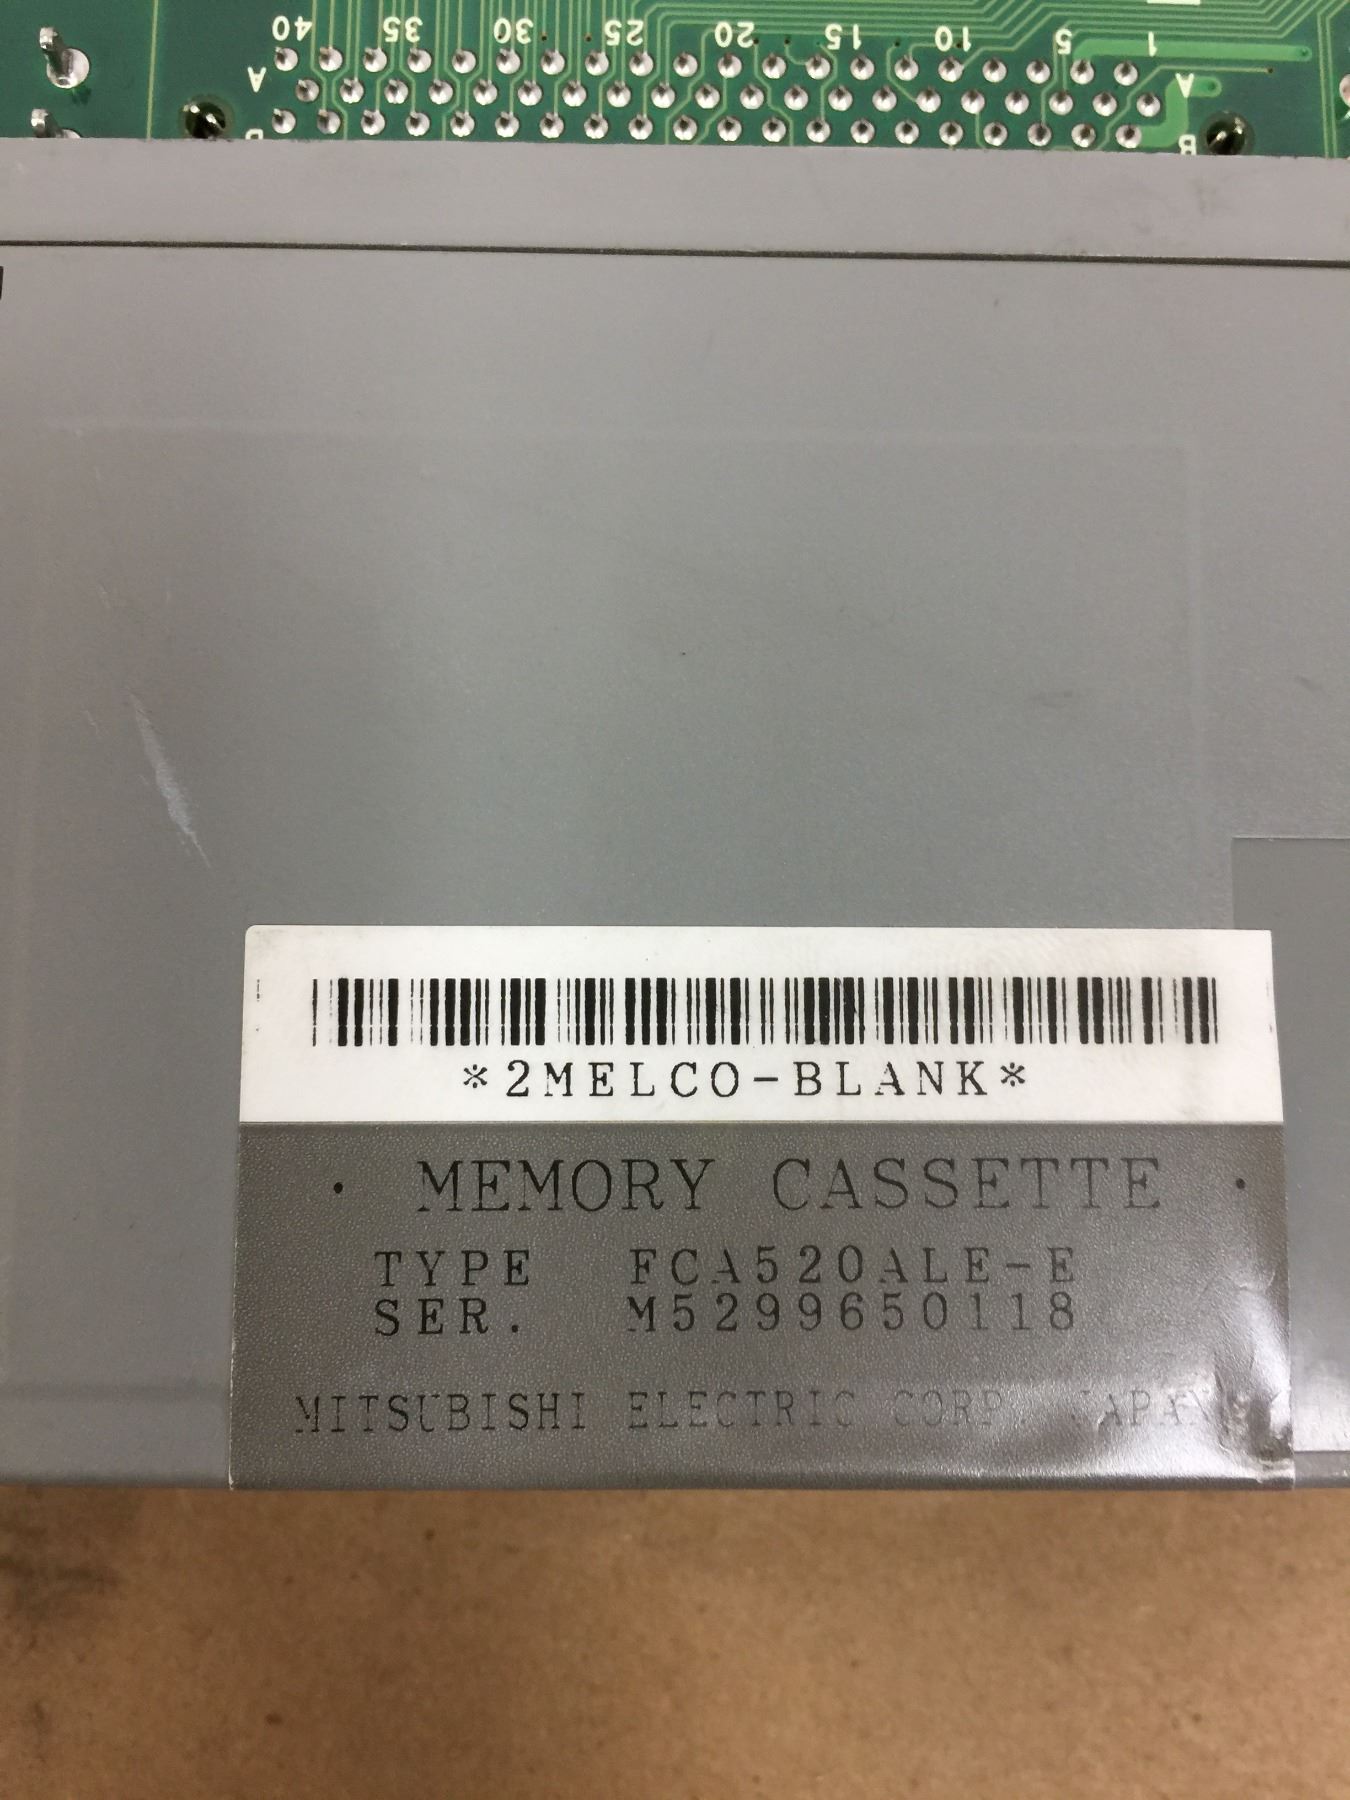 40 35 30 25 20 15 10 5 1
A A
B B
*2MELCO-BLANK*
· MEMORY CASSETTE ·
TYPE FCA520ALE-E
SER. M5299650118
MITSUBISHI ELECTRIC CORP. JAPAN